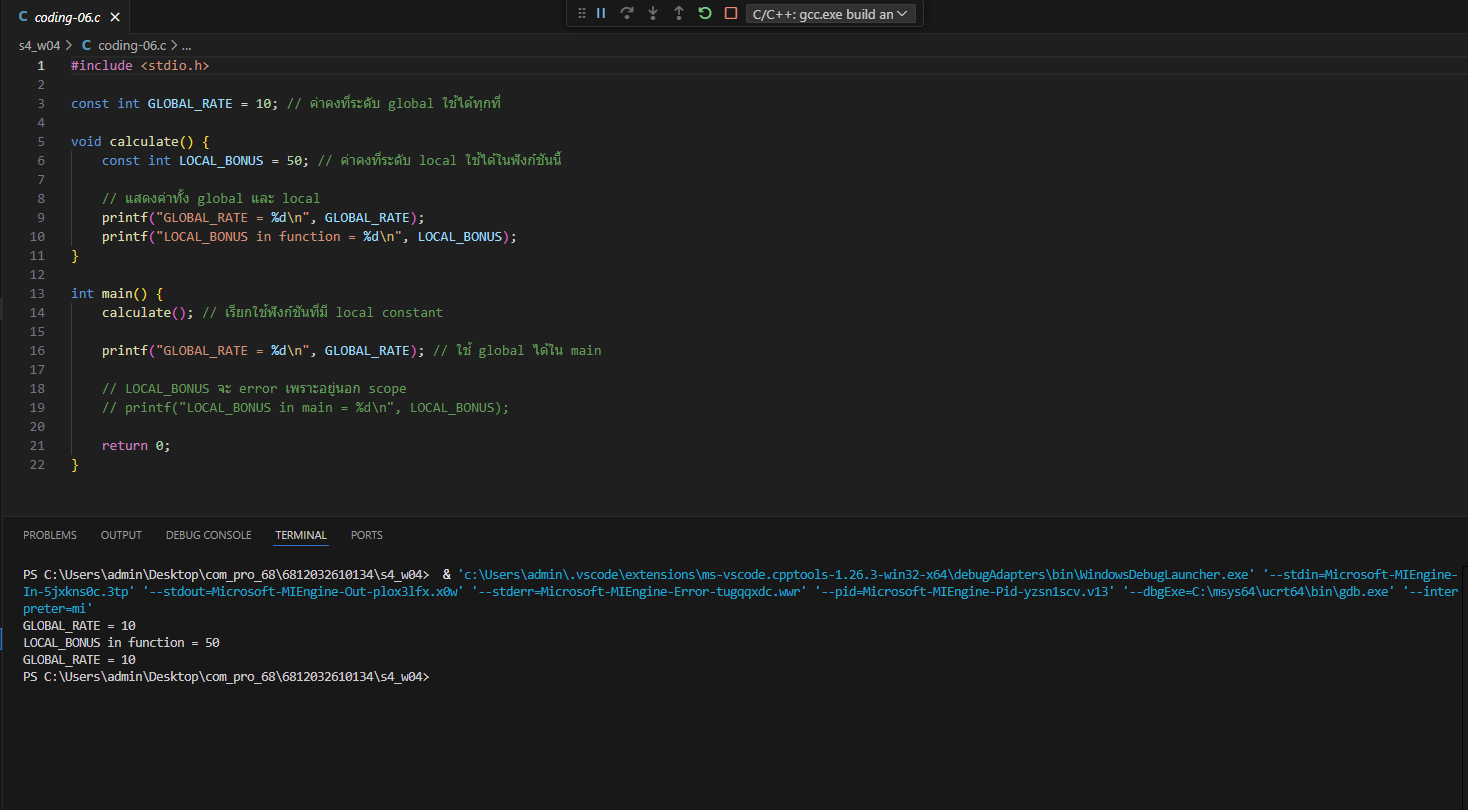 C coding-06.c ×
C/C++: gcc.exe build an
s4_w04 > C coding-06.c > ...
1 #include <stdio.h>
2
3 const int GLOBAL_RATE = 10; // ค่าคงที่ระดับ global ใช้ได้ทุกที่
4
5 void calculate() {
6 const int LOCAL_BONUS = 50; // ค่าคงที่ระดับ local ใช้ได้ในฟังก์ชันนี้
7
8 // แสดงค่าทั้ง global และ local
9 printf("GLOBAL_RATE = %d\n", GLOBAL_RATE);
10 printf("LOCAL_BONUS in function = %d\n", LOCAL_BONUS);
11 }
12
13 int main() {
14 calculate(); // เรียกใช้ฟังก์ชันที่มี local constant
15
16 printf("GLOBAL_RATE = %d\n", GLOBAL_RATE); // ใช้ global ได้ใน main
17
18 // LOCAL_BONUS จะ error เพราะอยู่นอก scope
19 // printf("LOCAL_BONUS in main = %d\n", LOCAL_BONUS);
20
21 return 0;
22 }
PROBLEMS OUTPUT DEBUG CONSOLE TERMINAL PORTS
PS C:\Users\admin\Desktop\com_pro_68\6812032610134\s4_w04> & 'c:\Users\admin\.vscode\extensions\ms-vscode.cpptools-1.26.3-win32-x64\debugAdapters\bin\WindowsDebugLauncher.exe' '--stdin=Microsoft-MIEngine-
In-5jxkns0c.3tp' '--stdout=Microsoft-MIEngine-Out-plox3lfx.x0w' '--stderr=Microsoft-MIEngine-Error-tugqqxdc.wwr' '--pid=Microsoft-MIEngine-Pid-yzsn1scv.v13' '--dbgExe=C:\msys64\ucrt64\bin\gdb.exe' '--inter
preter=mi'
GLOBAL_RATE = 10
LOCAL_BONUS in function = 50
GLOBAL_RATE = 10
PS C:\Users\admin\Desktop\com_pro_68\6812032610134\s4_w04>